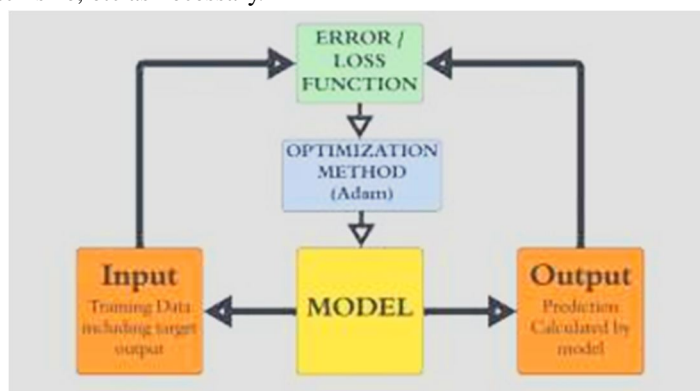 ERROR /
LOSS
FUNCTION
OPTIMIZATION
METHOD
(Adam)
Input
Training Data
including target
output
MODEL
Output
Prediction
Calculated by
model